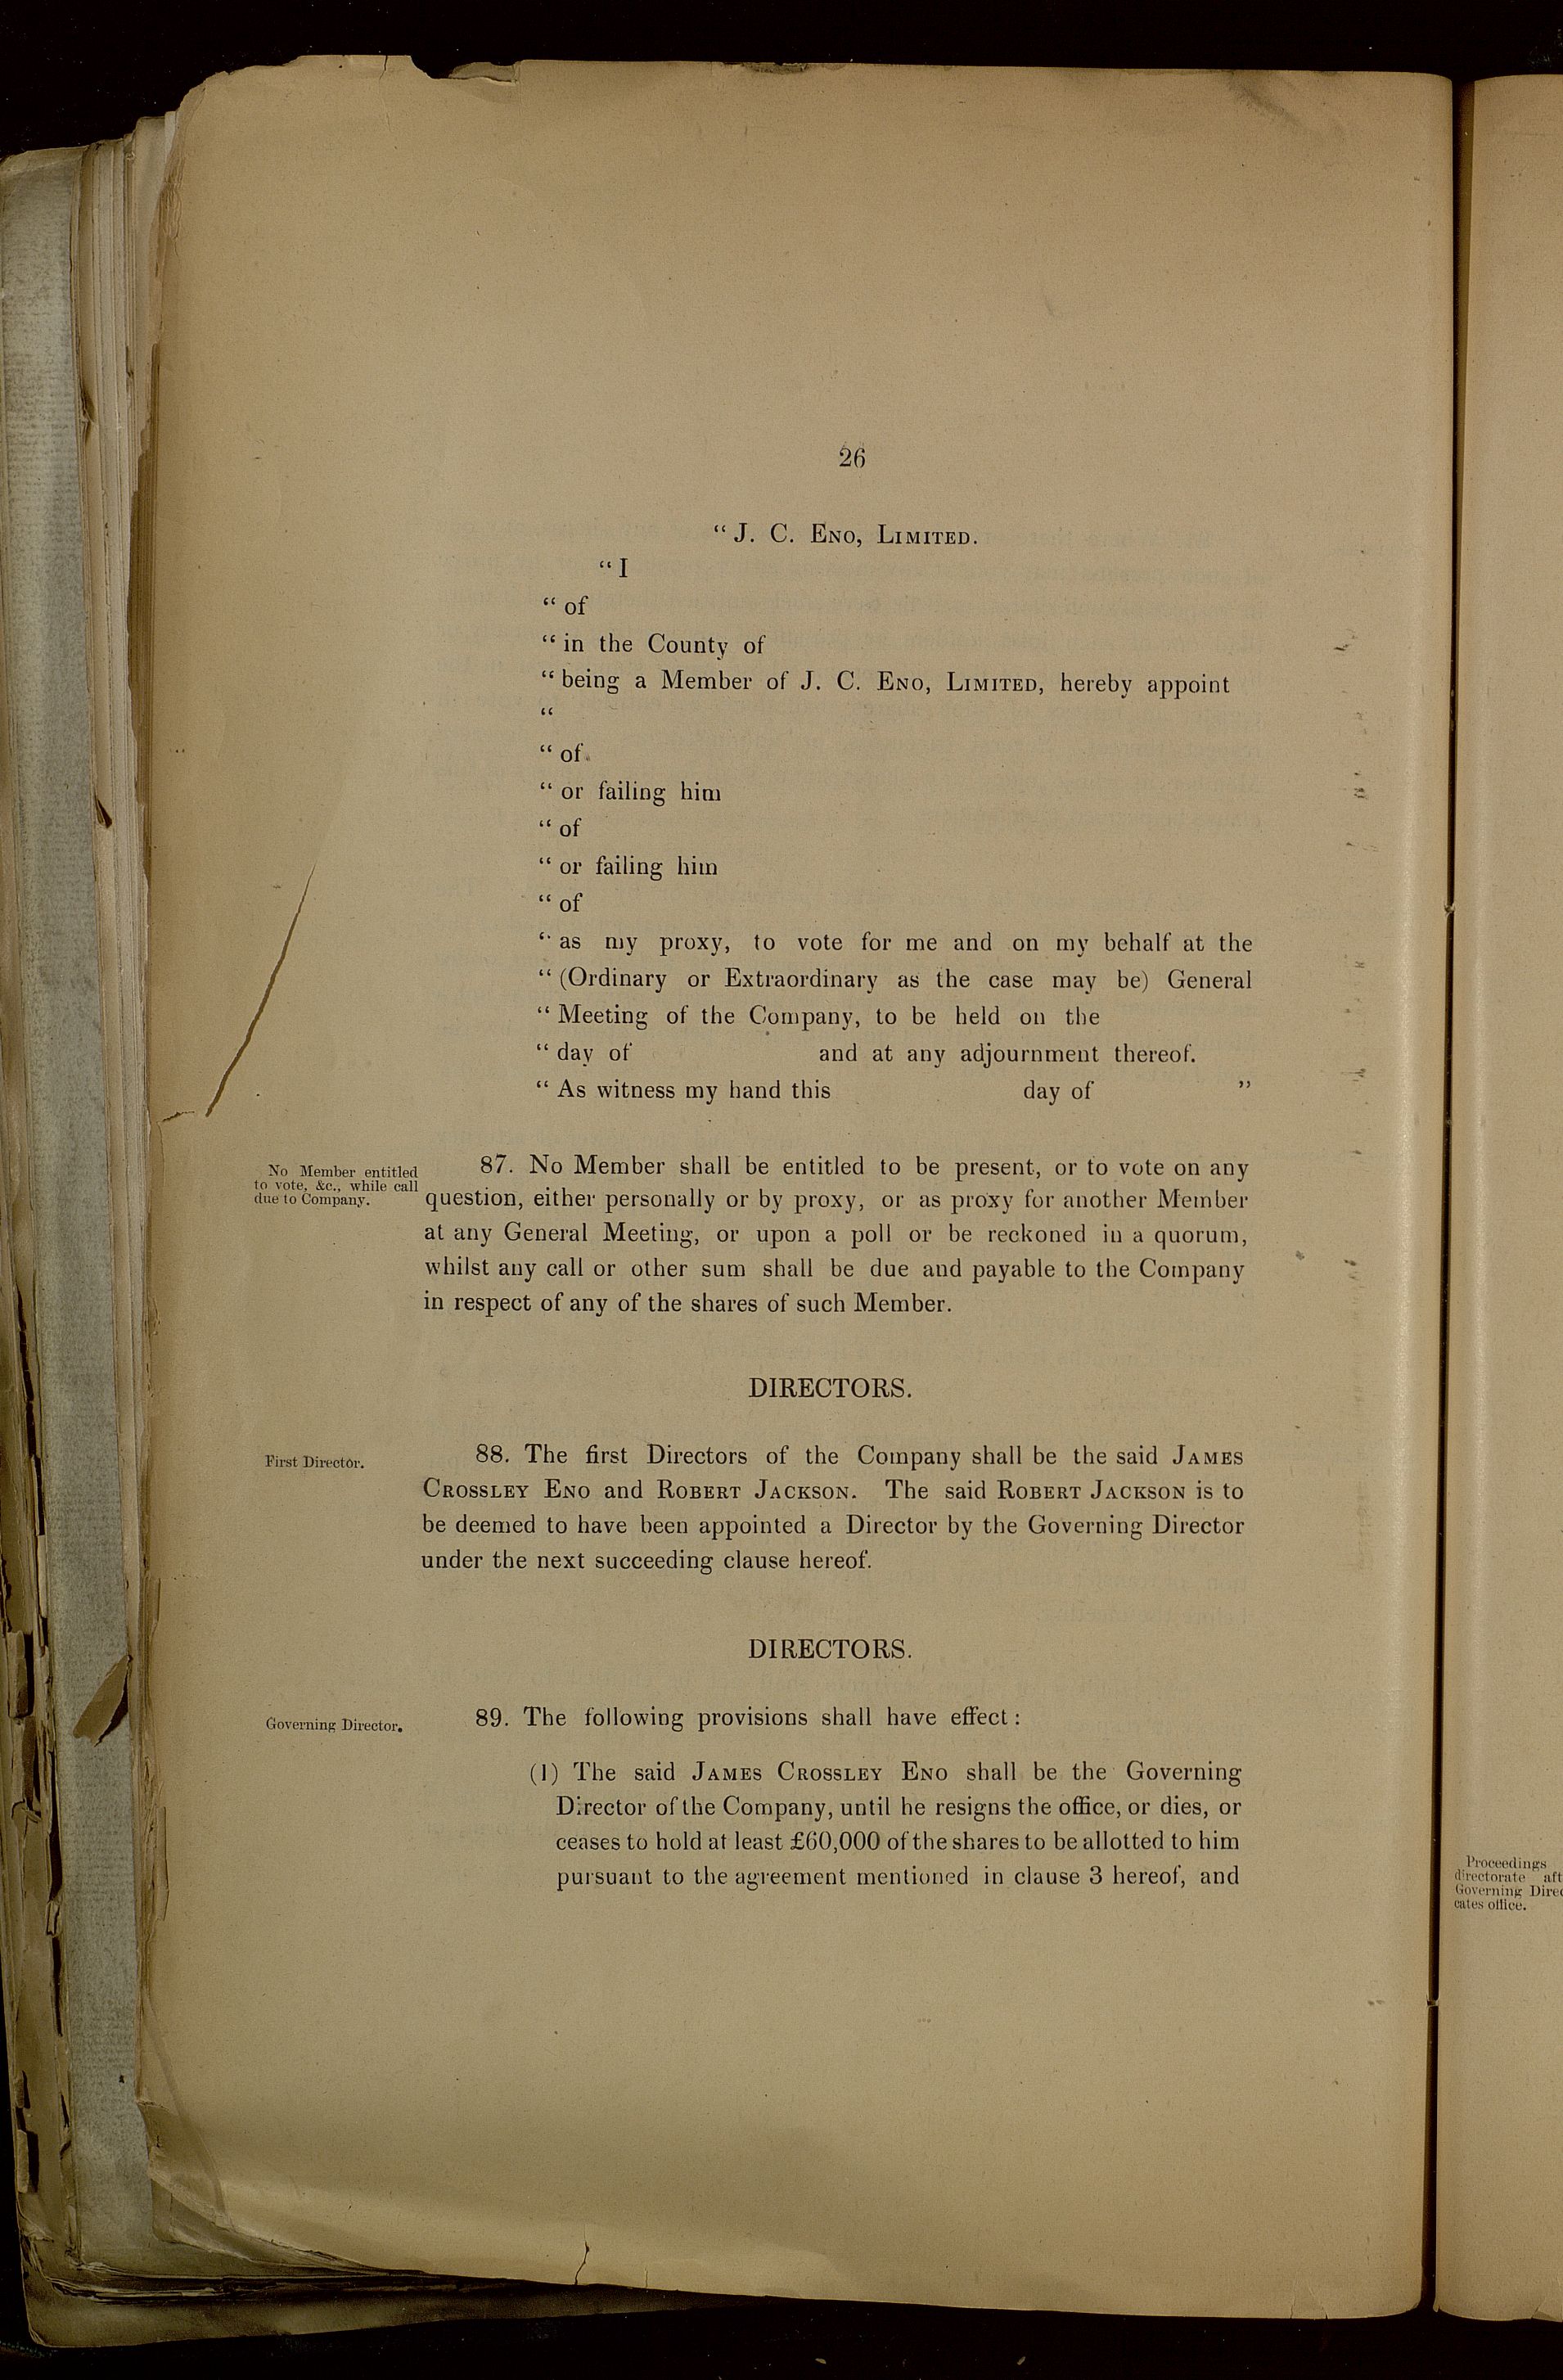 26
“ J. C. ENO, LIMITED.
“ I
“ of
“ in the County of
“ being a Member of J. C. ENO, LIMITED, hereby appoint
“
“ of
“ or failing him
“ of
“ or failing him
“ of
“ as my proxy, to vote for me and on my behalf at the
“ (Ordinary or Extraordinary as the case may be) General
“ Meeting of the Company, to be held on the
“ day of and at any adjournment thereof.
“ As witness my hand this day of ”
No Member entitled
to vote, &c., while call
due to Company.
87. No Member shall be entitled to be present, or to vote on any
question, either personally or by proxy, or as proxy for another Member
at any General Meeting, or upon a poll or be reckoned in a quorum,
whilst any call or other sum shall be due and payable to the Company
in respect of any of the shares of such Member.
DIRECTORS.
First Director.
88. The first Directors of the Company shall be the said JAMES
CROSSLEY ENO and ROBERT JACKSON. The said ROBERT JACKSON is to
be deemed to have been appointed a Director by the Governing Director
under the next succeeding clause hereof.
DIRECTORS.
Governing Director.
89. The following provisions shall have effect :
(1) The said JAMES CROSSLEY ENO shall be the Governing
Director of the Company, until he resigns the office, or dies, or
ceases to hold at least £60,000 of the shares to be allotted to him
pursuant to the agreement mentioned in clause 3 hereof, and
Proceedings
directorate aft
Governing Direc
cates office.